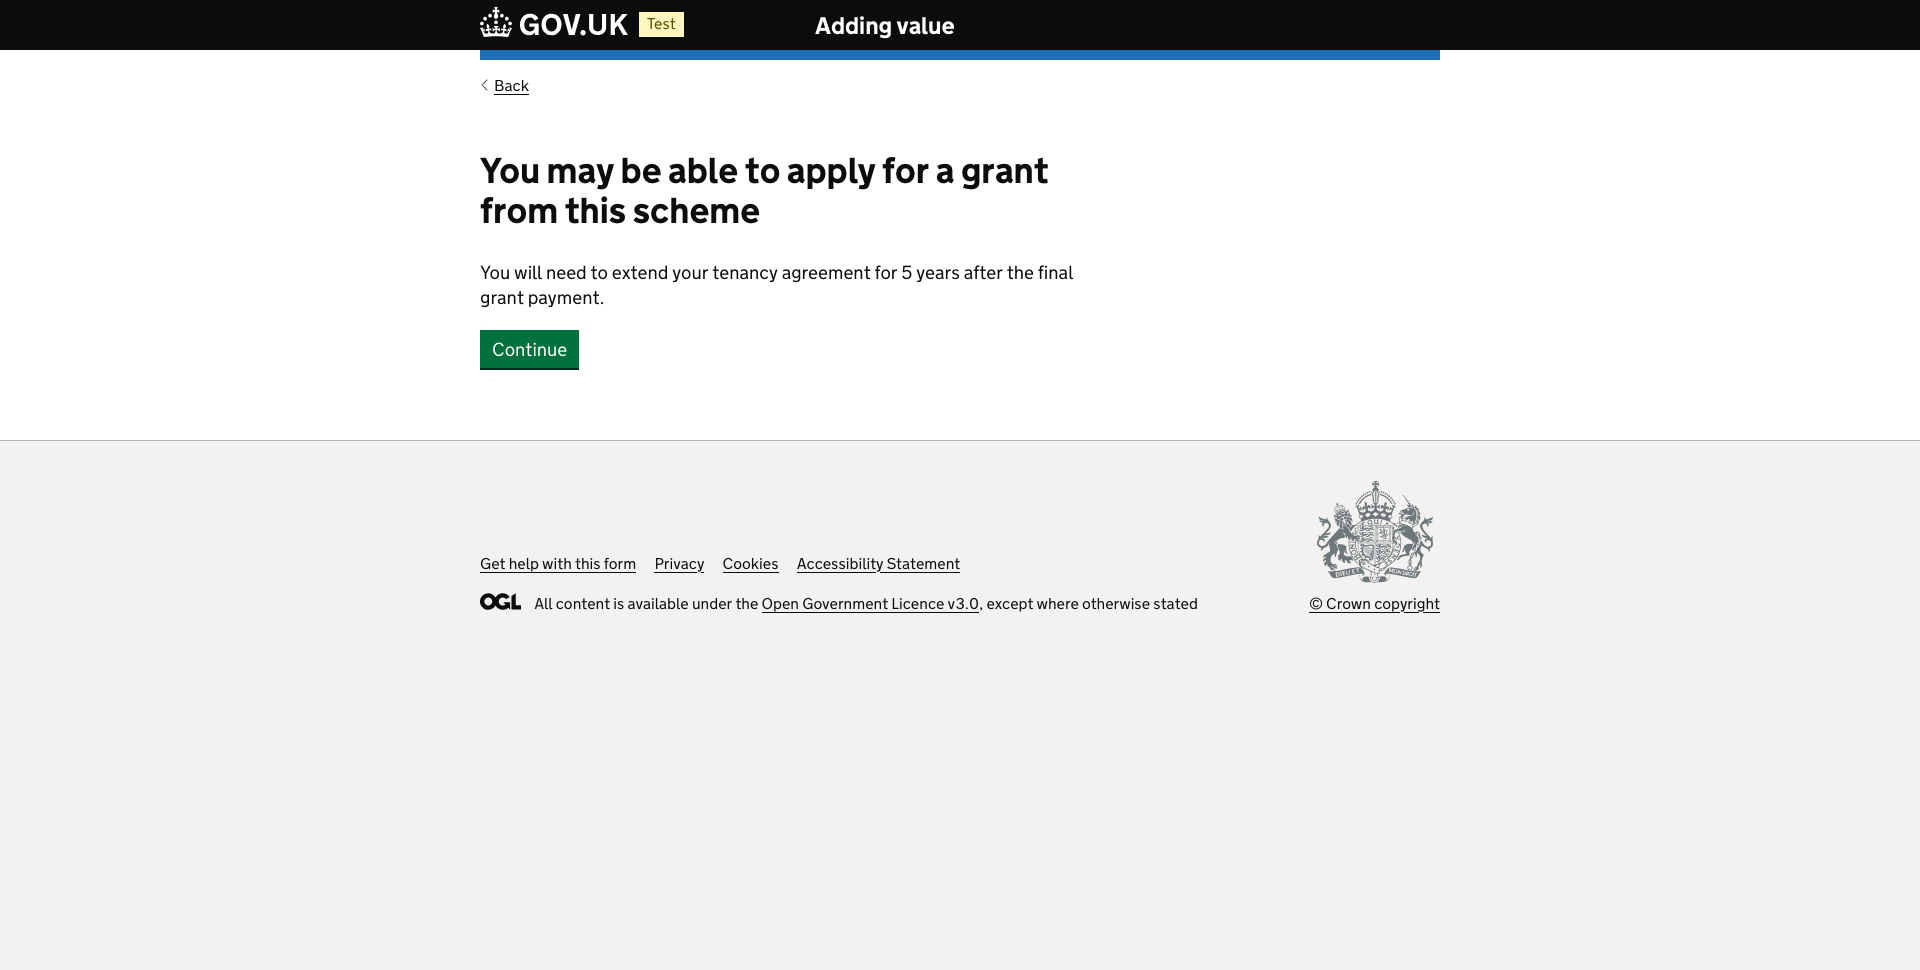 GOV.UK Test Adding value
Back
You may be able to apply for a grant
from this scheme
You will need to extend your tenancy agreement for 5 years after the final
grant payment.
Continue
Get help with this form Privacy Cookies Accessibility Statement
OGL All content is available under the Open Government Licence v3.0, except where otherwise stated
© Crown copyright